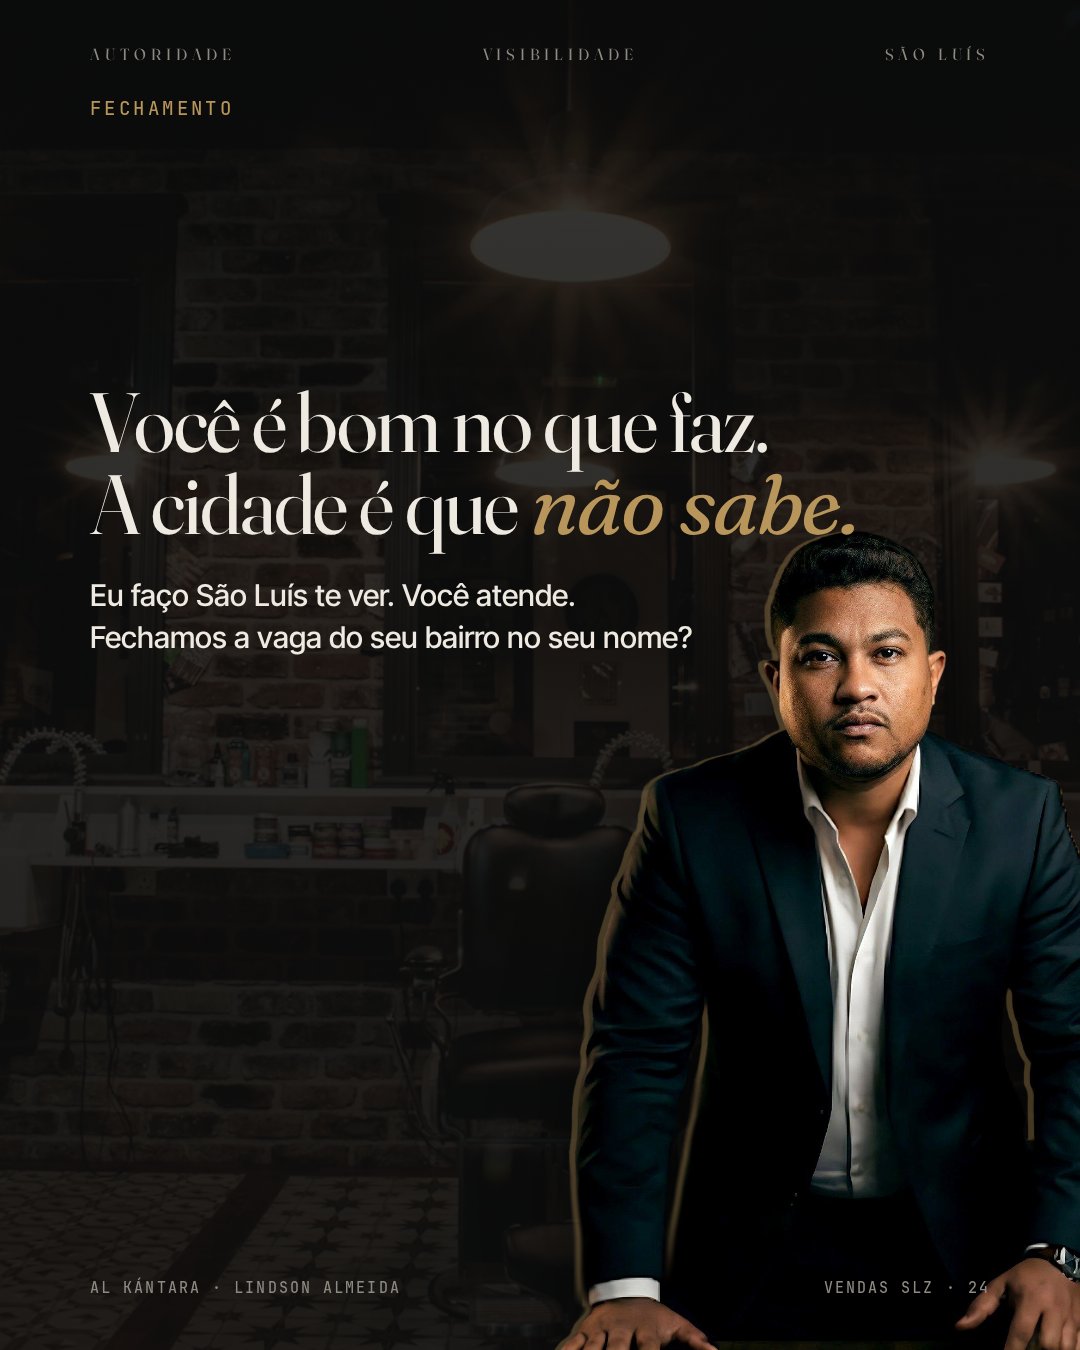 AUTORIDADE
VISIBILIDADE
SÃO LUÍS
FECHAMENTO
Você é bom no que faz.
A cidade é que não sabe.
Eu faço São Luís te ver. Você atende.
Fechamos a vaga do seu bairro no seu nome?
AL KÁNTARA · LINDSON ALMEIDA
VENDAS SLZ · 24